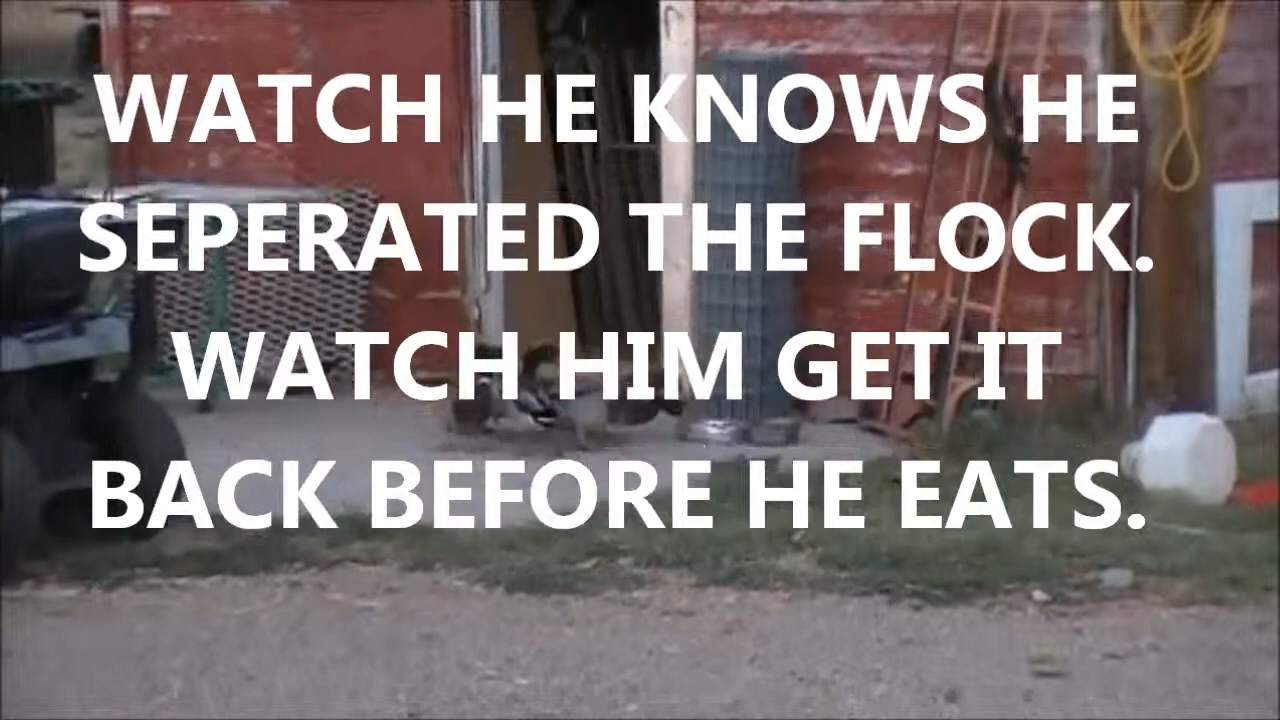 WATCH HE KNOWS HE
SEPERATED THE FLOCK.
WATCH HIM GET IT
BACK BEFORE HE EATS.